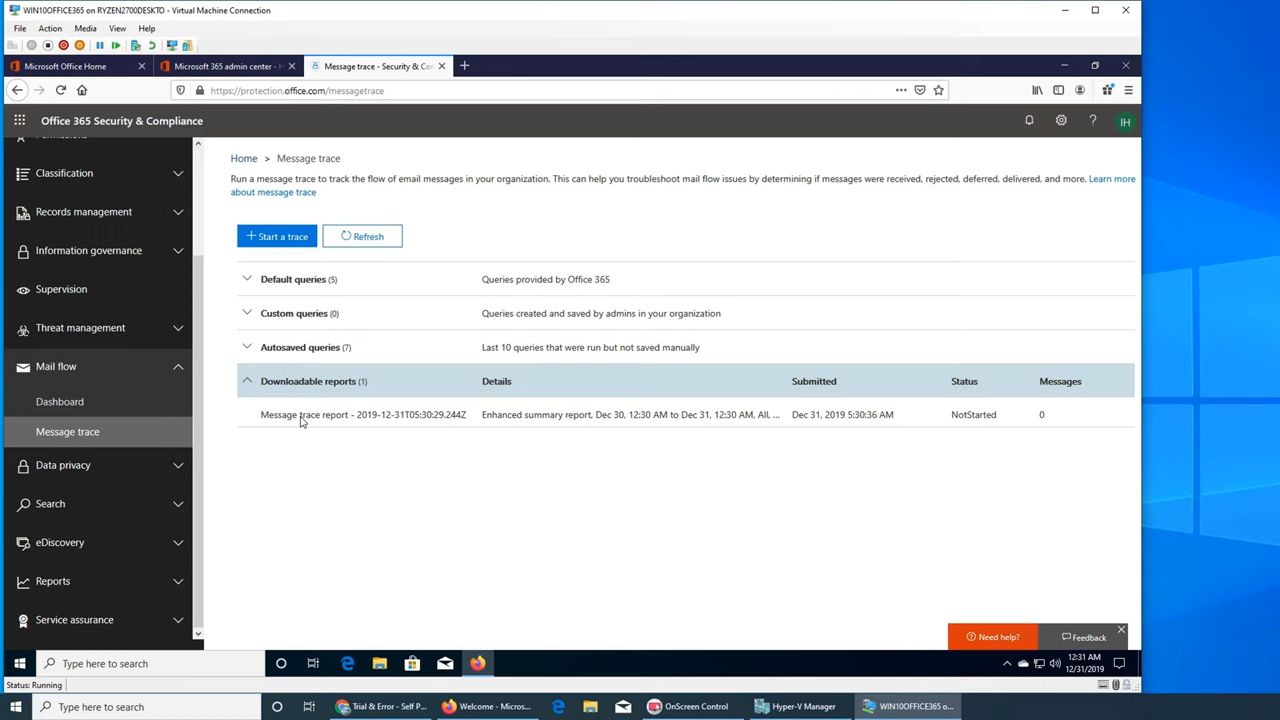 WIN10OFFICE365 on RYZEN2700DESKTO - Virtual Machine Connection
File Action Media View Help
Microsoft Office Home
Microsoft 365 admin center -
Message trace - Security & Co
https://protection.office.com/messagetrace
Office 365 Security & Compliance
IH
Classification
Records management
Information governance
Supervision
Threat management
Mail flow
Dashboard
Message trace
Data privacy
Search
eDiscovery
Reports
Service assurance
Home > Message trace
Run a message trace to track the flow of email messages in your organization. This can help you troubleshoot mail flow issues by determining if messages were received, rejected, deferred, delivered, and more. Learn more
about message trace
+ Start a trace
Refresh
Default queries (5) Queries provided by Office 365
Custom queries (0) Queries created and saved by admins in your organization
Autosaved queries (7) Last 10 queries that were run but not saved manually
Downloadable reports (1) Details Submitted Status Messages
Message trace report - 2019-12-31T05:30:29.244Z Enhanced summary report, Dec 30, 12:30 AM to Dec 31, 12:30 AM, All, ... Dec 31, 2019 5:30:36 AM NotStarted 0
Need help?
Feedback
Type here to search
12:31 AM
12/31/2019
Status: Running
Type here to search
Trial & Error - Self P...
Welcome - Micros...
OnScreen Control
Hyper-V Manager
WIN10OFFICE365 o...